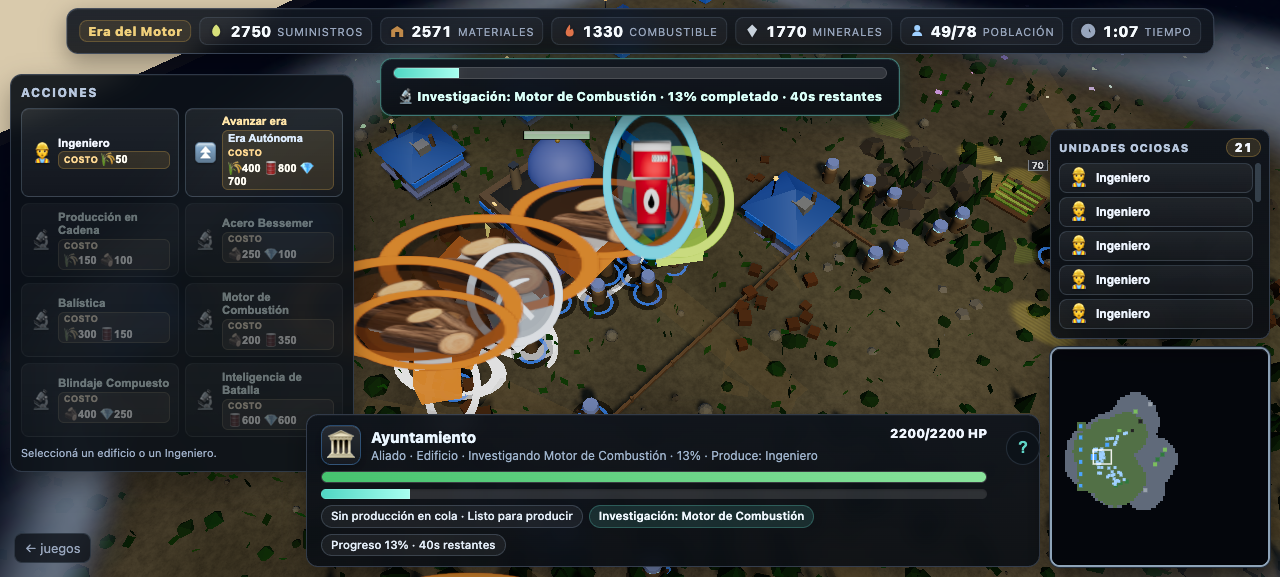 Era del Motor
2750 SUMINISTROS
2571 MATERIALES
1330 COMBUSTIBLE
1770 MINERALES
49/78 POBLACIÓN
1:07 TIEMPO
Investigación: Motor de Combustión · 13% completado · 40s restantes
ACCIONES
Ingeniero
COSTO 50
Avanzar era
Era Autónoma
COSTO
400 800
700
Producción en
Cadena
COSTO
150 100
Acero Bessemer
COSTO
250 100
Balística
COSTO
300 150
Motor de
Combustión
COSTO
200 350
Blindaje Compuesto
COSTO
400 250
Inteligencia de
Batalla
COSTO
600 600
Seleccioná un edificio o un Ingeniero.
← juegos
70
UNIDADES OCIOSAS 21
Ingeniero
Ingeniero
Ingeniero
Ingeniero
Ingeniero
Ayuntamiento
2200/2200 HP
Aliado · Edificio · Investigando Motor de Combustión · 13% · Produce: Ingeniero
?
Sin producción en cola · Listo para producir
Investigación: Motor de Combustión
Progreso 13% · 40s restantes